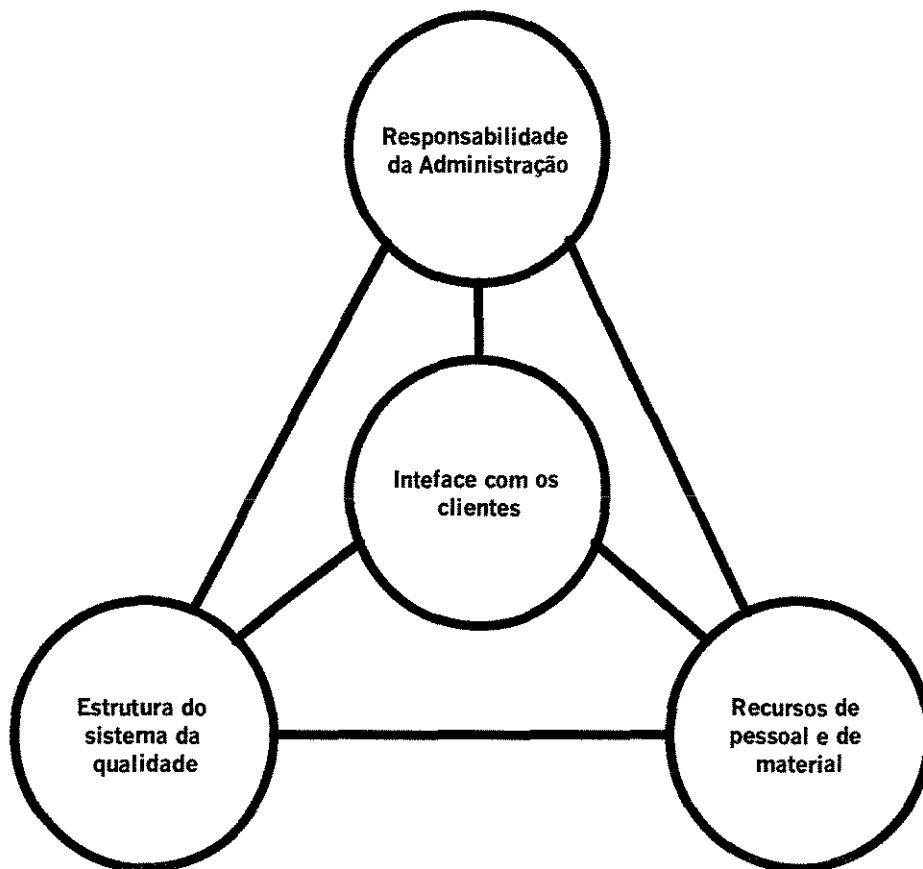 Responsabilidade
da Administração
Inteface com os
clientes
Estrutura do
sistema da
qualidade
Recursos de
pessoal e de
material